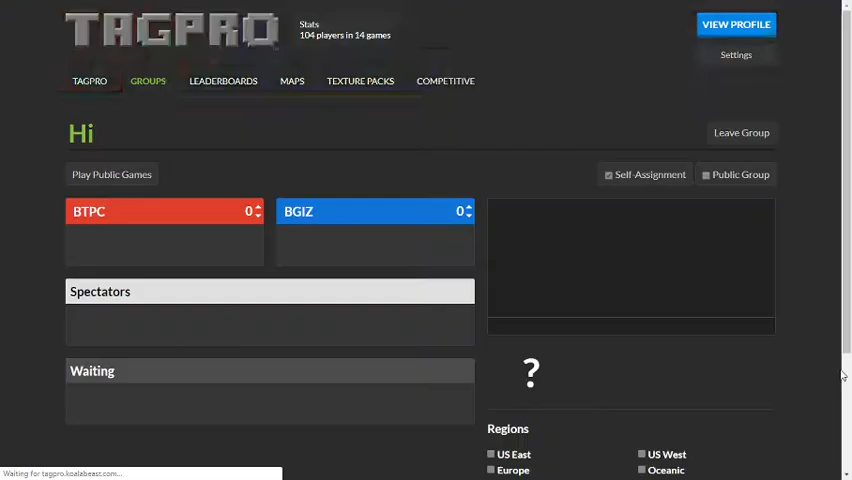 TAGPRO
Stats
104 players in 14 games
VIEW PROFILE
Settings
TAGPRO GROUPS LEADERBOARDS MAPS TEXTURE PACKS COMPETITIVE
Hi
Leave Group
Play Public Games
Self-Assignment
Public Group
BTPC 0
BGIZ 0
Spectators
Waiting
?
Regions
US East
US West
Europe
Oceanic
Waiting for tagpro.koalabeast.com...